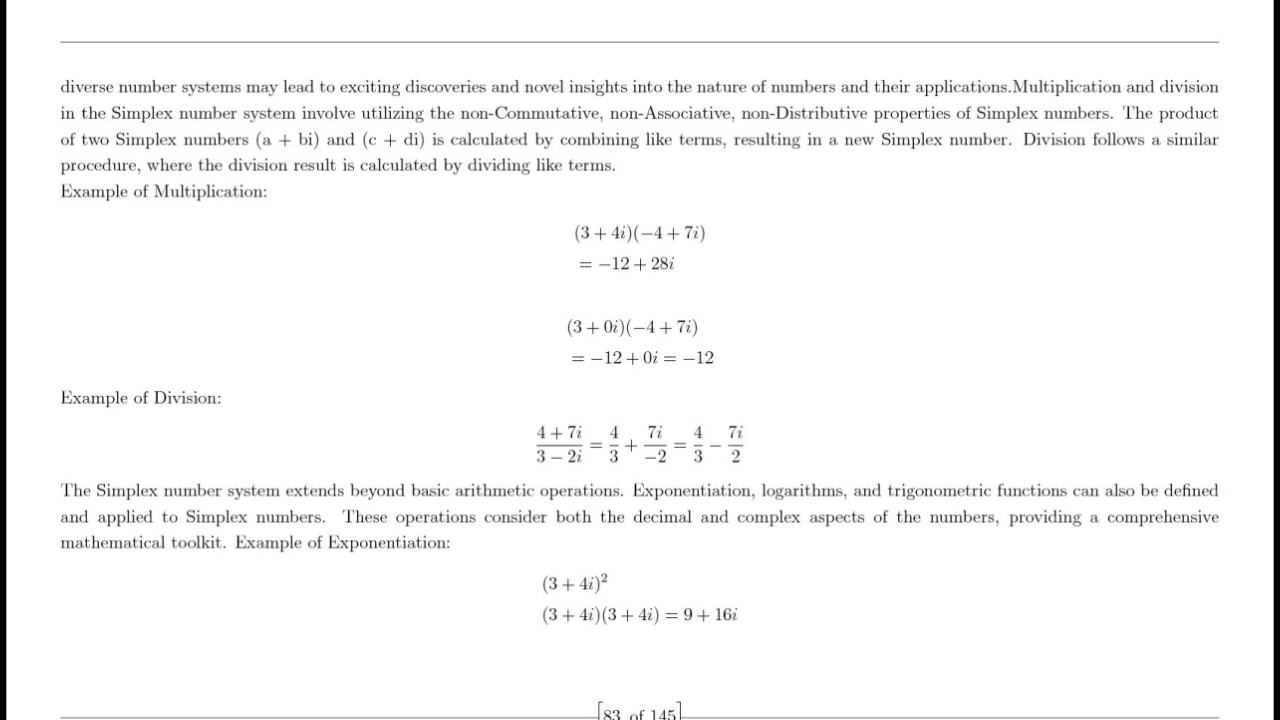 diverse number systems may lead to exciting discoveries and novel insights into the nature of numbers and their applications.Multiplication and division
in the Simplex number system involve utilizing the non-Commutative, non-Associative, non-Distributive properties of Simplex numbers. The product
of two Simplex numbers (a + bi) and (c + di) is calculated by combining like terms, resulting in a new Simplex number. Division follows a similar
procedure, where the division result is calculated by dividing like terms.
Example of Multiplication:
(3 + 4i)(−4 + 7i)
= −12 + 28i
(3 + 0i)(−4 + 7i)
= −12 + 0i = −12
Example of Division:
(4 + 7i)/(3 − 2i) = 4/3 + 7i/−2 = 4/3 − 7i/2
The Simplex number system extends beyond basic arithmetic operations. Exponentiation, logarithms, and trigonometric functions can also be defined
and applied to Simplex numbers. These operations consider both the decimal and complex aspects of the numbers, providing a comprehensive
mathematical toolkit. Example of Exponentiation:
(3 + 4i)²
(3 + 4i)(3 + 4i) = 9 + 16i
[83 of 145]